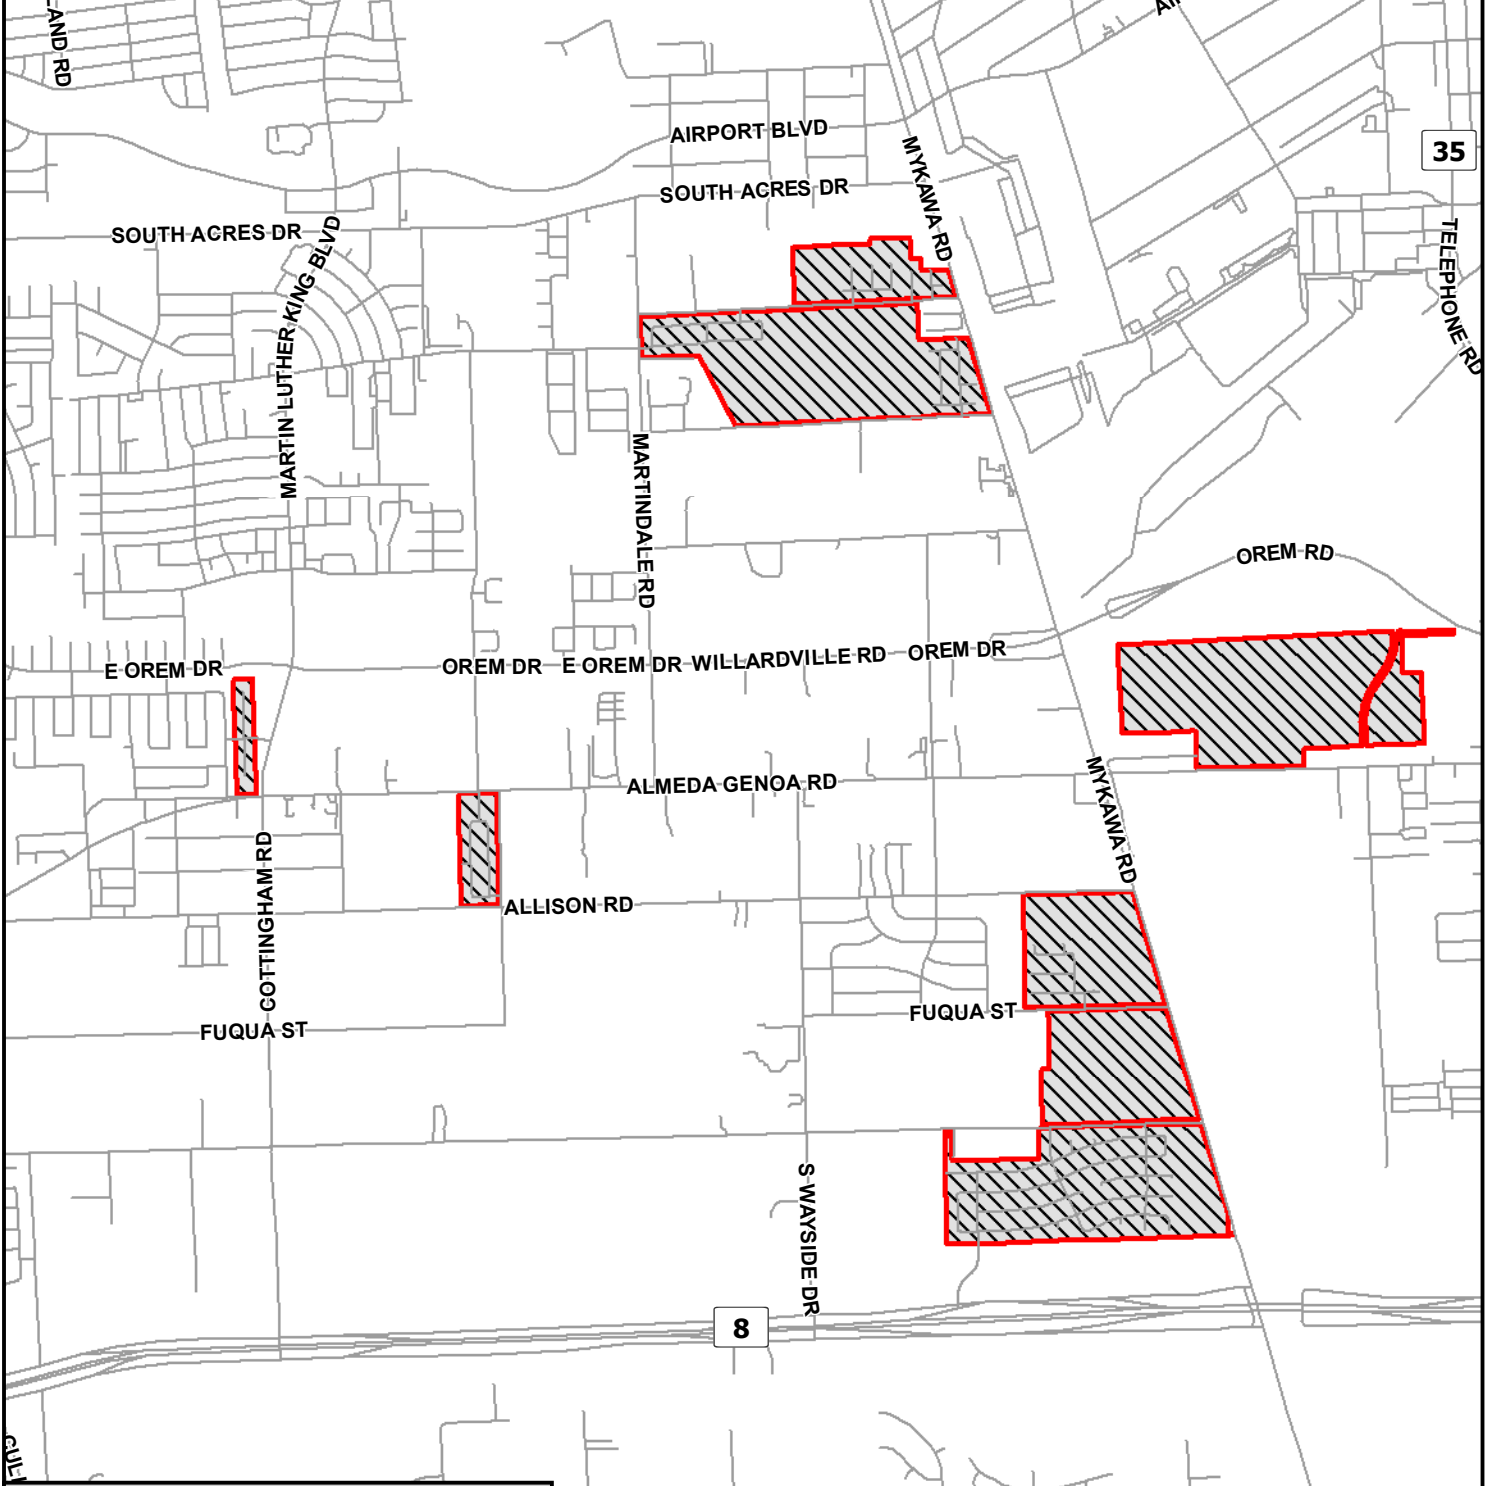 AIRPORT BLVD
35
MYKAWA RD
SOUTH ACRES DR
SOUTH ACRES DR
MARTIN LUTHER KING BLVD
TELEPHONE RD
MARTINDALE RD
OREM RD
E OREM DR
OREM DR
E OREM DR
WILLARDVILLE RD
OREM DR
ALMEDA GENOA RD
MYKAWA RD
COTTINGHAM RD
ALLISON RD
FUQUA ST
FUQUA ST
S WAYSIDE DR
8